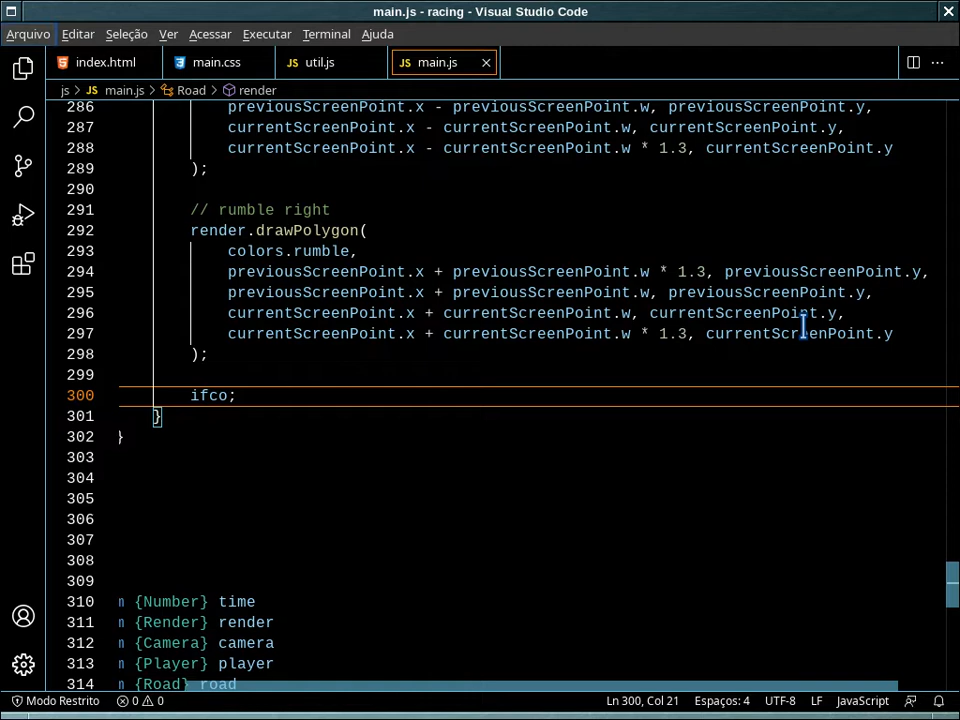 main.js - racing - Visual Studio Code
Arquivo Editar Seleção Ver Acessar Executar Terminal Ajuda
index.html main.css JS util.js JS main.js
js > JS main.js > Road > render
286 previousScreenPoint.x - previousScreenPoint.w, previousScreenPoint.y,
287 currentScreenPoint.x - currentScreenPoint.w, currentScreenPoint.y,
288 currentScreenPoint.x - currentScreenPoint.w * 1.3, currentScreenPoint.y
289 );
290
291 // rumble right
292 render.drawPolygon(
293 colors.rumble,
294 previousScreenPoint.x + previousScreenPoint.w * 1.3, previousScreenPoint.y,
295 previousScreenPoint.x + previousScreenPoint.w, previousScreenPoint.y,
296 currentScreenPoint.x + currentScreenPoint.w, currentScreenPoint.y,
297 currentScreenPoint.x + currentScreenPoint.w * 1.3, currentScreenPoint.y
298 );
299
300 ifco;
301 }
302 }
303
304
305
306
307
308
309
310 n {Number} time
311 n {Render} render
312 n {Camera} camera
313 n {Player} player
314 n {Road} road
Modo Restrito 0 0 Ln 300, Col 21 Espaços: 4 UTF-8 LF JavaScript